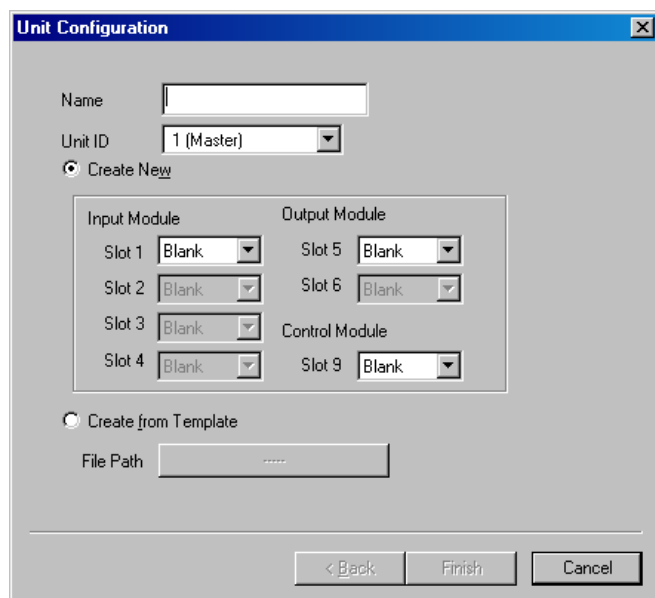 Unit Configuration
Name
Unit ID 1 (Master)
Create New
Input Module
Slot 1 Blank
Slot 2 Blank
Slot 3 Blank
Slot 4 Blank
Output Module
Slot 5 Blank
Slot 6 Blank
Control Module
Slot 9 Blank
Create from Template
File Path -----
< Back Finish Cancel